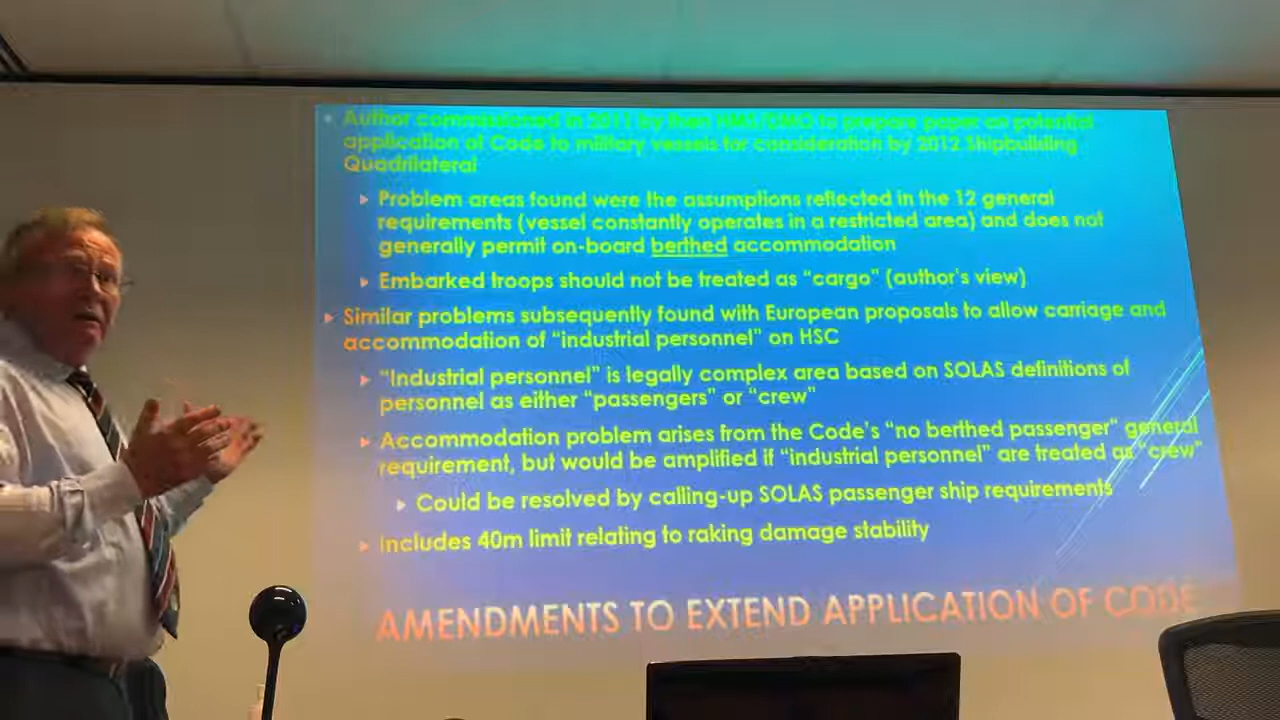 Author commissioned in 2011 by then HMS/DMO to prepare paper on potential
application of Code to military vessels for consideration by 2012 Shipbuilding
Quadrilateral
Problem areas found were the assumptions reflected in the 12 general
requirements (vessel constantly operates in a restricted area) and does not
generally permit on-board berthed accommodation
Embarked troops should not be treated as "cargo" (author's view)
Similar problems subsequently found with European proposals to allow carriage and
accommodation of "industrial personnel" on HSC
"Industrial personnel" is legally complex area based on SOLAS definitions of
personnel as either "passengers" or "crew"
Accommodation problem arises from the Code's "no berthed passenger" general
requirement, but would be amplified if "industrial personnel" are treated as "crew"
Could be resolved by calling-up SOLAS passenger ship requirements
Includes 40m limit relating to raking damage stability
AMENDMENTS TO EXTEND APPLICATION OF CODE